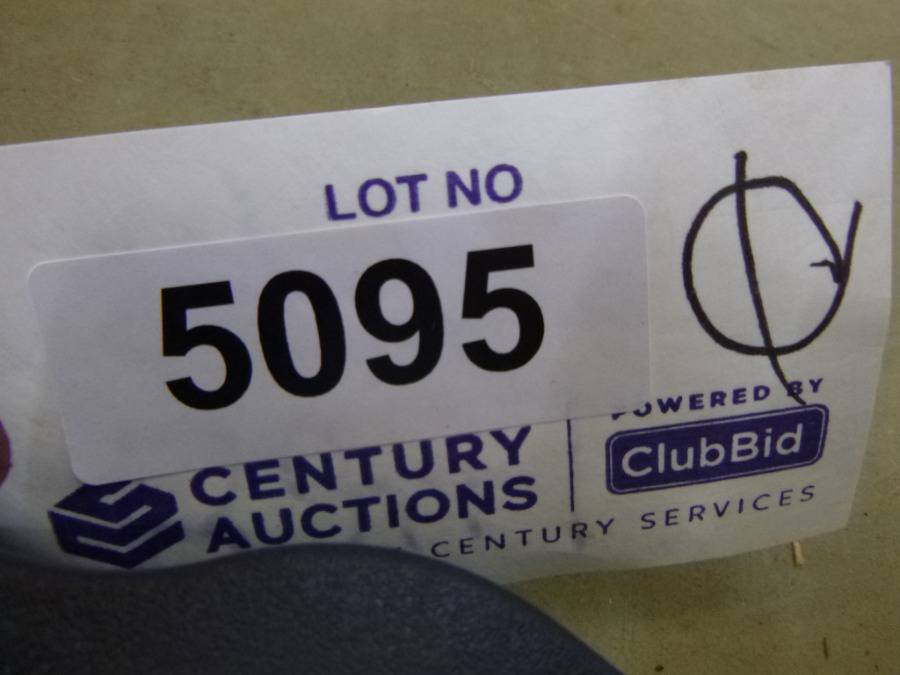 LOT NO
5095
CENTURY
AUCTIONS
POWERED BY
ClubBid
CENTURY SERVICES